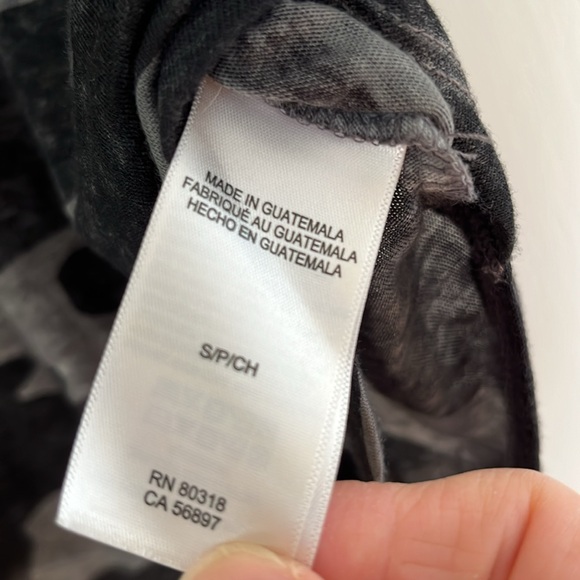 MADE IN GUATEMALA
FABRIQUÉ AU GUATEMALA
HECHO EN GUATEMALA
S/P/CH
RN 80318
CA 56897